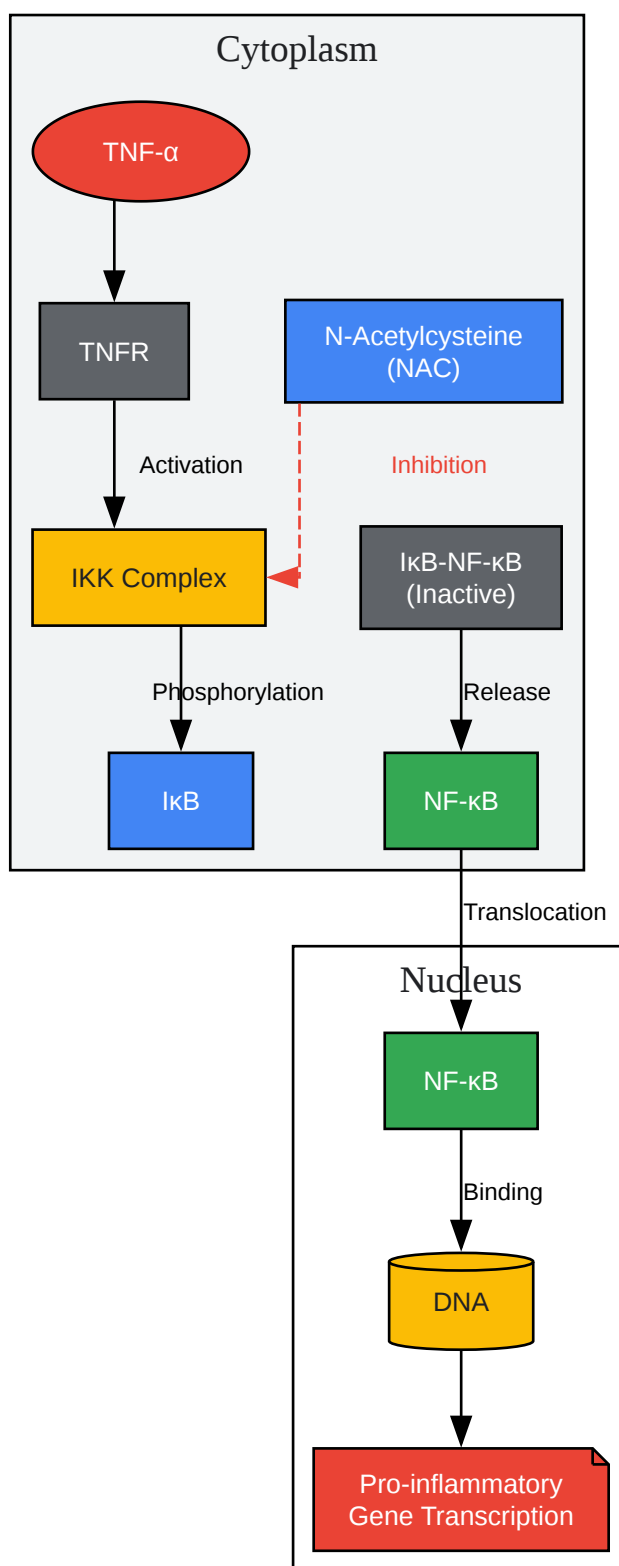 Cytoplasm
TNF-α
TNFR
N-Acetylcysteine
(NAC)
Activation
Inhibition
IKK Complex
IκB-NF-κB
(Inactive)
Phosphorylation
Release
IκB
NF-κB
Translocation
Nucleus
NF-κB
Binding
DNA
Pro-inflammatory
Gene Transcription